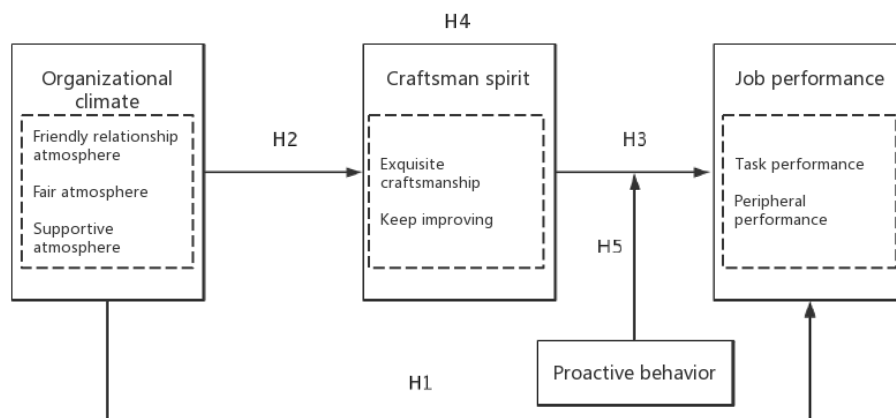 H4
Organizational
climate
Friendly relationship
atmosphere
Fair atmosphere
Supportive
atmosphere
H2
Craftsman spirit
Exquisite
craftsmanship
Keep improving
H3
H5
Job performance
Task performance
Peripheral
performance
Proactive behavior
H1